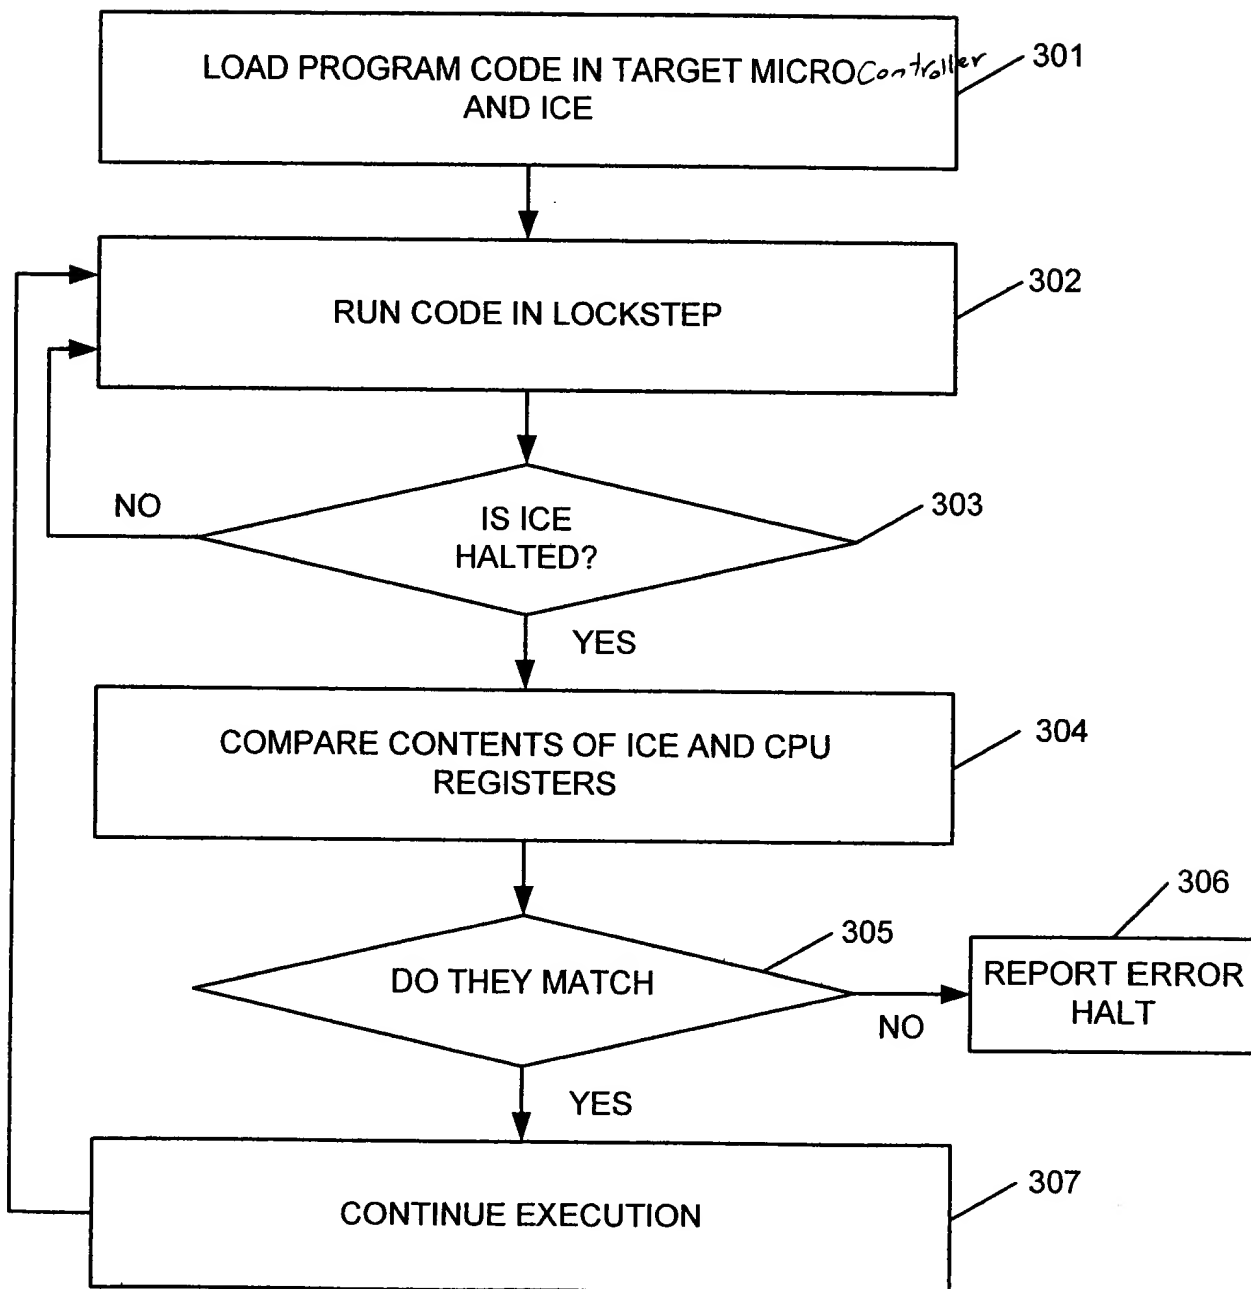 LOAD PROGRAM CODE IN TARGET MICROController
AND ICE
301
RUN CODE IN LOCKSTEP
302
NO
IS ICE
HALTED?
303
YES
COMPARE CONTENTS OF ICE AND CPU
REGISTERS
304
DO THEY MATCH
305
306
REPORT ERROR
HALT
NO
YES
CONTINUE EXECUTION
307